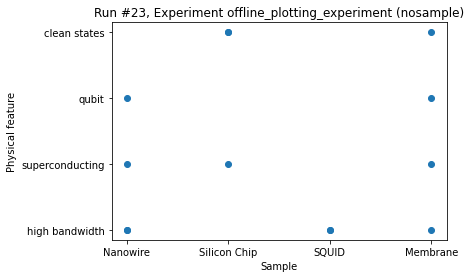 Run #23, Experiment offline_plotting_experiment (nosample)
clean states
qubit
superconducting
high bandwidth
Physical feature
Nanowire Silicon Chip SQUID Membrane
Sample